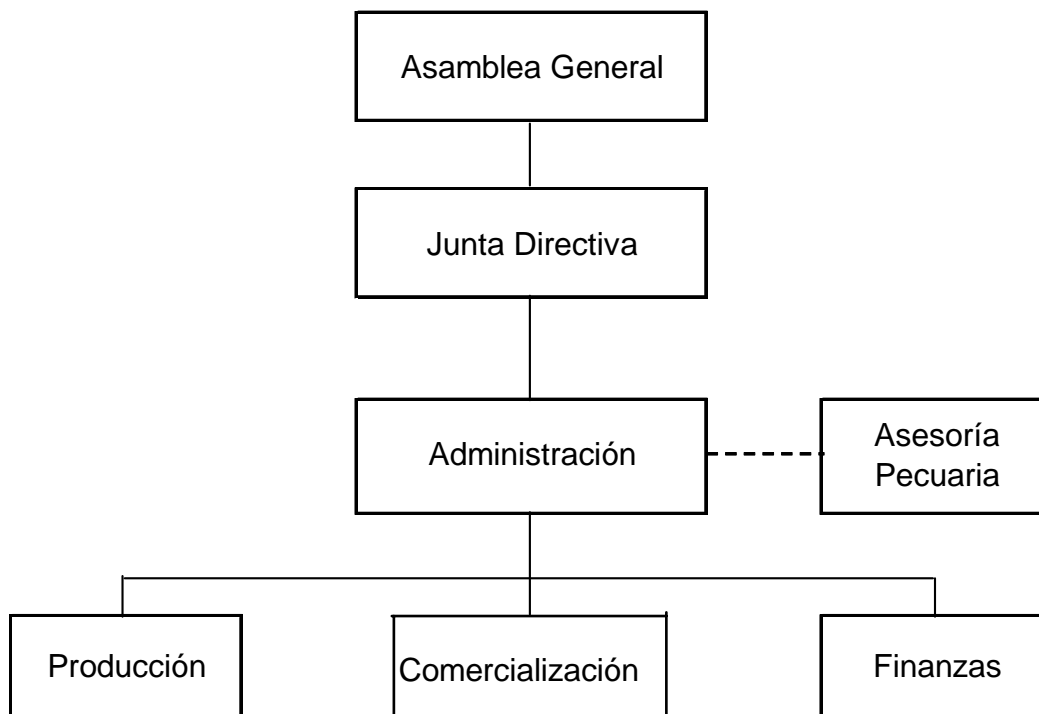 Asamblea General
Junta Directiva
Administración
Asesoría
Pecuaria
Producción
Comercialización
Finanzas